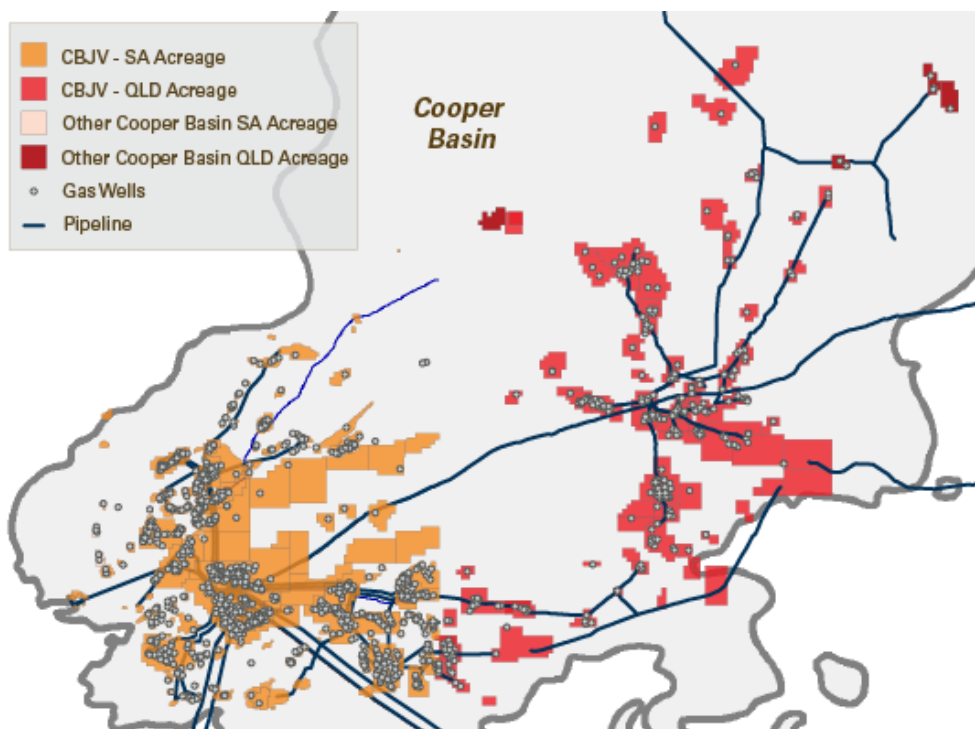 CBJV - SA Acreage
CBJV - QLD Acreage
Other Cooper Basin SA Acreage
Other Cooper Basin QLD Acreage
Gas Wells
Pipeline
Cooper
Basin